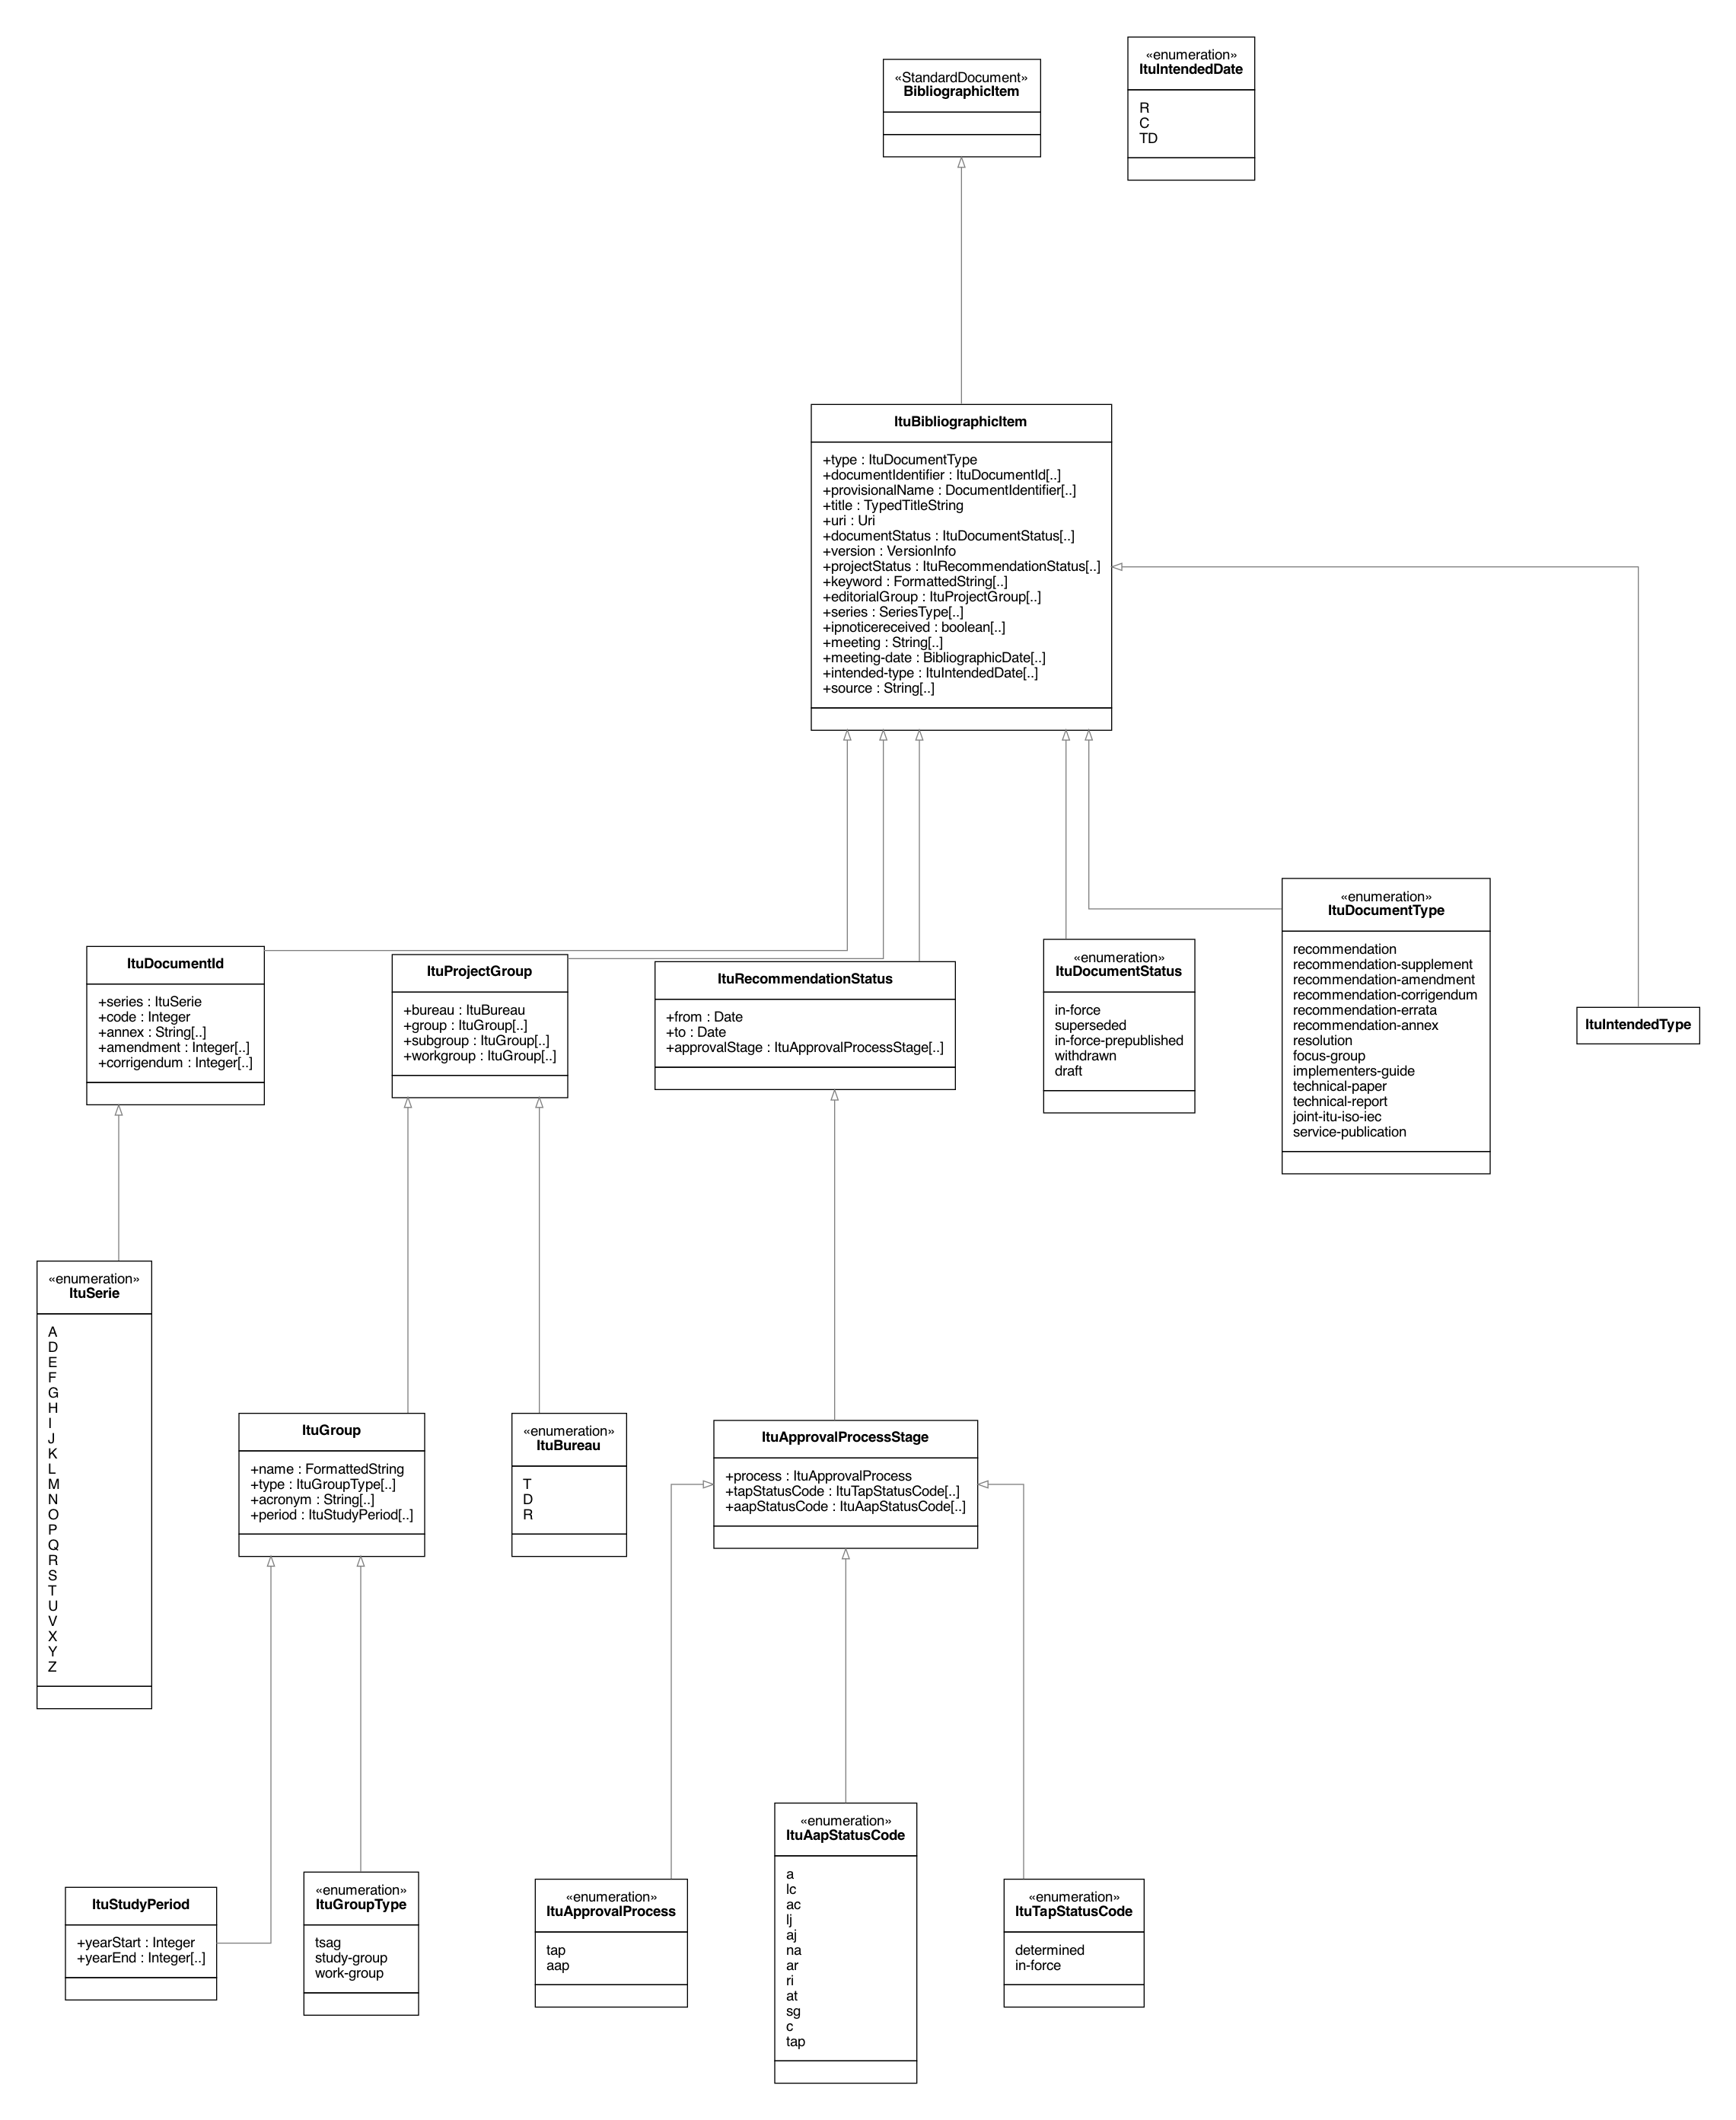 «StandardDocument»
BibliographicItem
«enumeration»
ItuIntendedDate
R
C
TD
ItuBibliographicItem
+type : ItuDocumentType
+documentIdentifier : ItuDocumentId[..]
+provisionalName : DocumentIdentifier[..]
+title : TypedTitleString
+uri : Uri
+documentStatus : ItuDocumentStatus[..]
+version : VersionInfo
+projectStatus : ItuRecommendationStatus[..]
+keyword : FormattedString[..]
+editorialGroup : ItuProjectGroup[..]
+series : SeriesType[..]
+ipnoticereceived : boolean[..]
+meeting : String[..]
+meeting-date : BibliographicDate[..]
+intended-type : ItuIntendedDate[..]
+source : String[..]
ItuDocumentId
+series : ItuSerie
+code : Integer
+annex : String[..]
+amendment : Integer[..]
+corrigendum : Integer[..]
ItuProjectGroup
+bureau : ItuBureau
+group : ItuGroup[..]
+subgroup : ItuGroup[..]
+workgroup : ItuGroup[..]
ItuRecommendationStatus
+from : Date
+to : Date
+approvalStage : ItuApprovalProcessStage[..]
«enumeration»
ItuDocumentStatus
in-force
superseded
in-force-prepublished
withdrawn
draft
«enumeration»
ItuDocumentType
recommendation
recommendation-supplement
recommendation-amendment
recommendation-corrigendum
recommendation-errata
recommendation-annex
resolution
focus-group
implementers-guide
technical-paper
technical-report
joint-itu-iso-iec
service-publication
ItuIntendedType
«enumeration»
ItuSerie
A
D
E
F
G
H
I
J
K
L
M
N
O
P
Q
R
S
T
U
V
X
Y
Z
ItuGroup
+name : FormattedString
+type : ItuGroupType[..]
+acronym : String[..]
+period : ItuStudyPeriod[..]
«enumeration»
ItuBureau
T
D
R
ItuApprovalProcessStage
+process : ItuApprovalProcess
+tapStatusCode : ItuTapStatusCode[..]
+aapStatusCode : ItuAapStatusCode[..]
ItuStudyPeriod
+yearStart : Integer
+yearEnd : Integer[..]
«enumeration»
ItuGroupType
tsag
study-group
work-group
«enumeration»
ItuApprovalProcess
tap
aap
«enumeration»
ItuAapStatusCode
a
lc
ac
lj
aj
na
ar
ri
at
sg
c
tap
«enumeration»
ItuTapStatusCode
determined
in-force